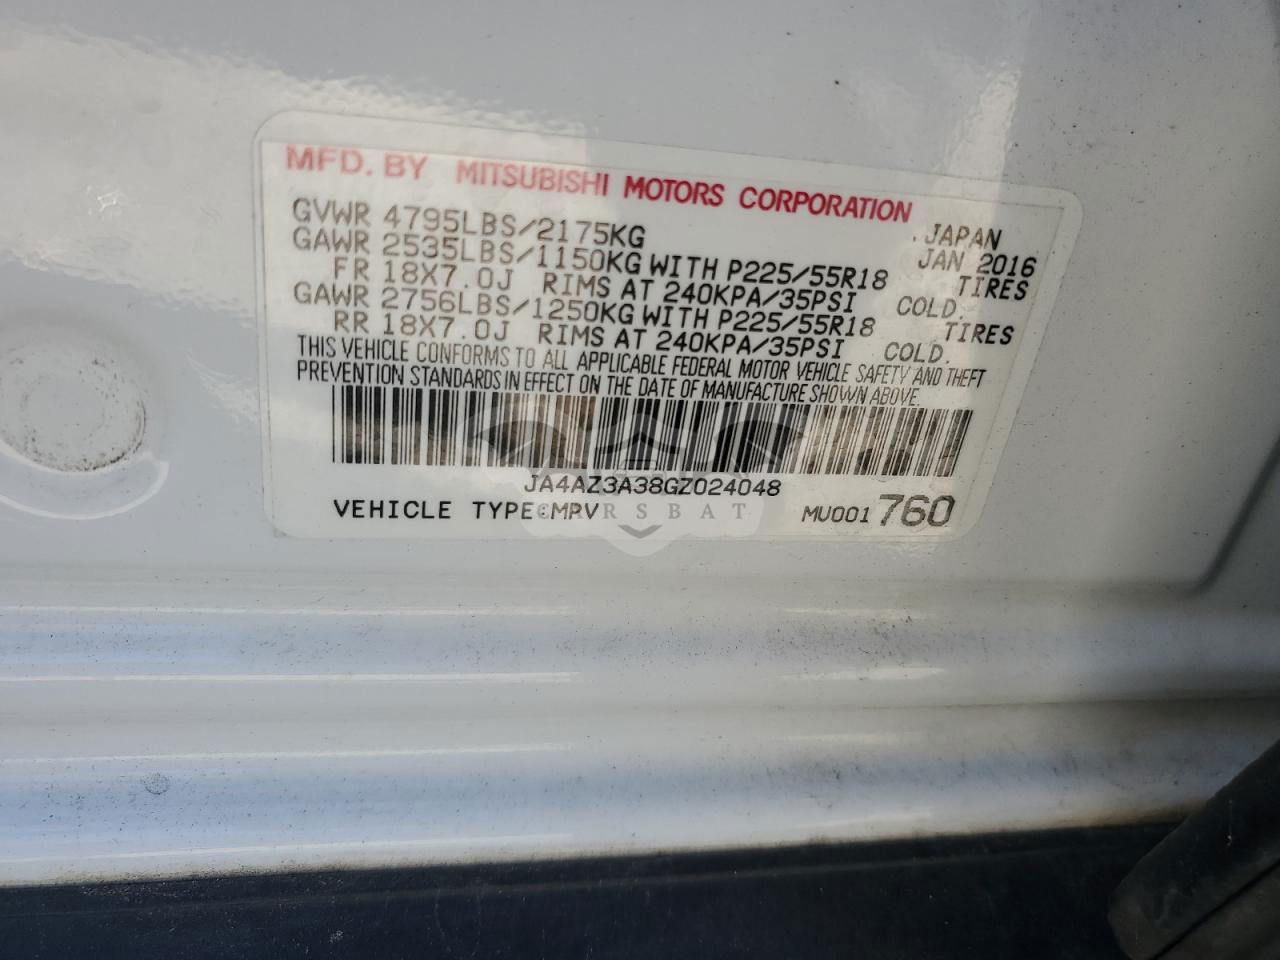 MFD. BY MITSUBISHI MOTORS CORPORATION
GVWR 4795LBS/2175KG JAPAN
GAWR 2535LBS/1150KG WITH P225/55R18 JAN 2016
FR 18X7.0J RIMS AT 240KPA/35PSI COLD. TIRES
GAWR 2756LBS/1250KG WITH P225/55R18 TIRES
RR 18X7.0J RIMS AT 240KPA/35PSI COLD.
THIS VEHICLE CONFORMS TO ALL APPLICABLE FEDERAL MOTOR VEHICLE SAFETY AND THEFT
PREVENTION STANDARDS IN EFFECT ON THE DATE OF MANUFACTURE SHOWN ABOVE.
JA4AZ3A38GZ024048
VEHICLE TYPE:MPV MU001 760
CARSBAT